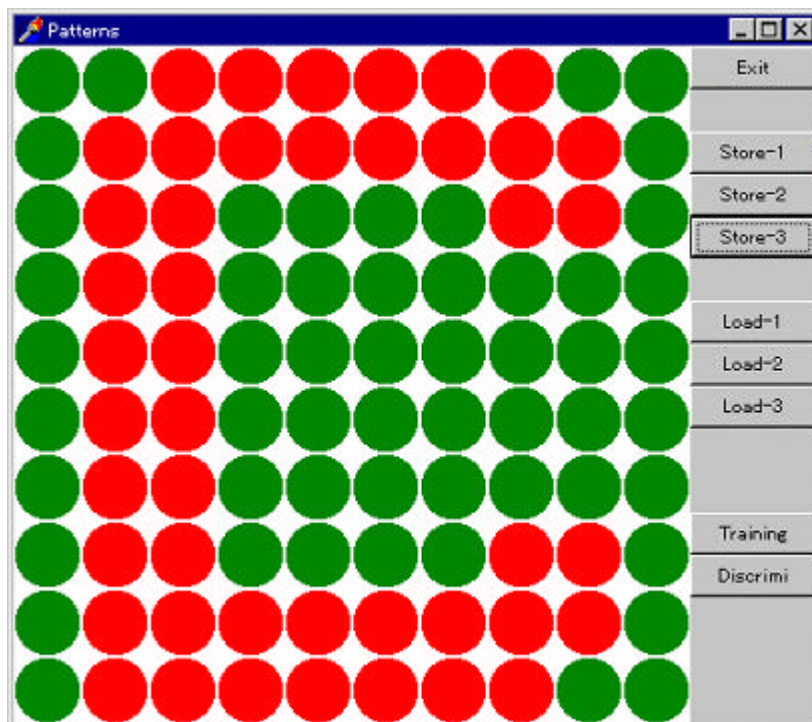 Patterns
Exit
Store-1
Store-2
Store-3
Load-1
Load-2
Load-3
Training
Discrimi